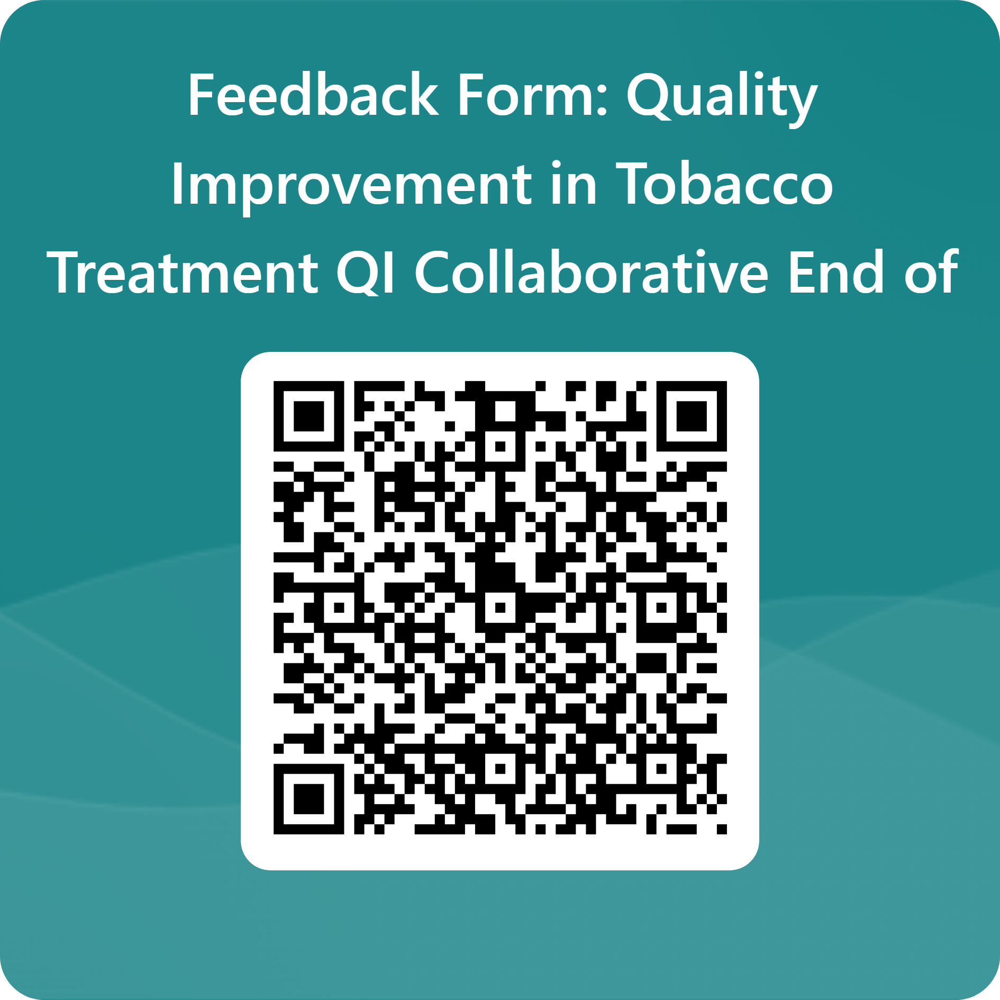 Feedback Form: Quality
Improvement in Tobacco
Treatment QI Collaborative End of